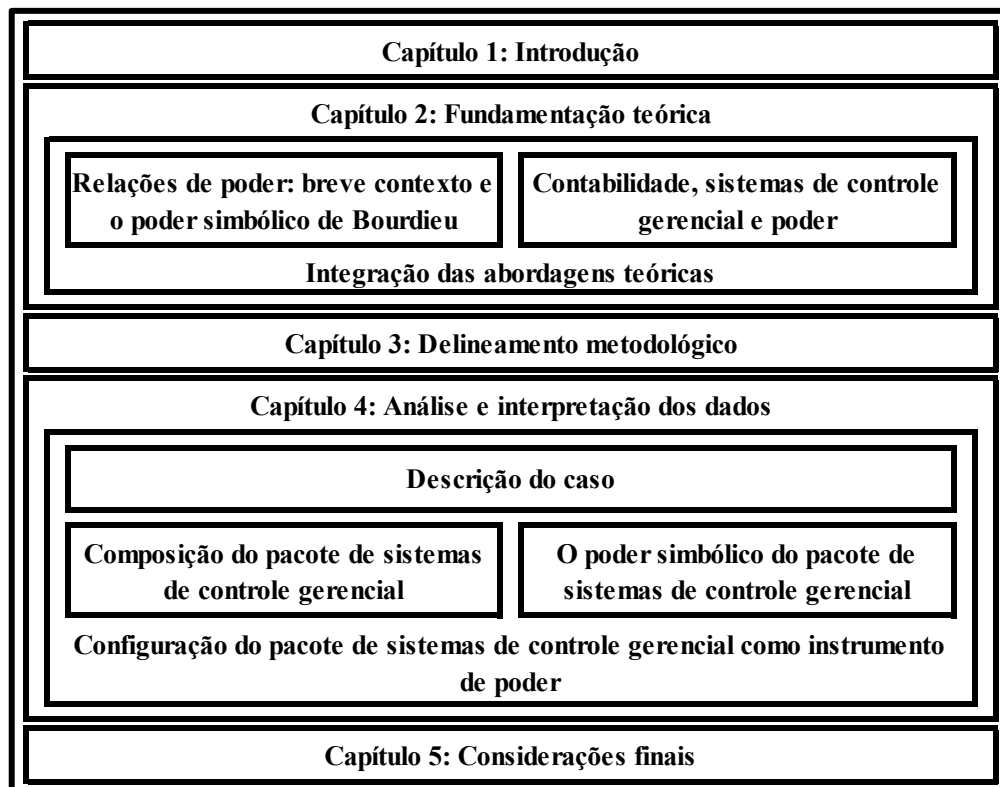 Capítulo 1: Introdução
Capítulo 2: Fundamentação teórica
Relações de poder: breve contexto e
o poder simbólico de Bourdieu
Contabilidade, sistemas de controle
gerencial e poder
Integração das abordagens teóricas
Capítulo 3: Delineamento metodológico
Capítulo 4: Análise e interpretação dos dados
Descrição do caso
Composição do pacote de sistemas
de controle gerencial
O poder simbólico do pacote de
sistemas de controle gerencial
Configuração do pacote de sistemas de controle gerencial como instrumento
de poder
Capítulo 5: Considerações finais